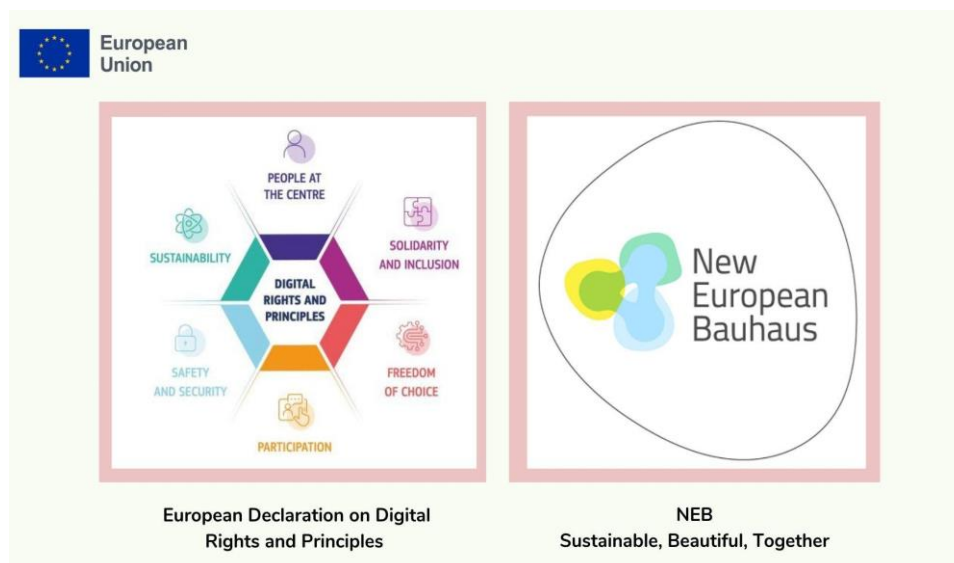 European
Union
PEOPLE AT
THE CENTRE
SOLIDARITY
AND INCLUSION
FREEDOM
OF CHOICE
PARTICIPATION
SAFETY
AND SECURITY
SUSTAINABILITY
DIGITAL
RIGHTS AND
PRINCIPLES
New
European
Bauhaus
European Declaration on Digital
Rights and Principles
NEB
Sustainable, Beautiful, Together